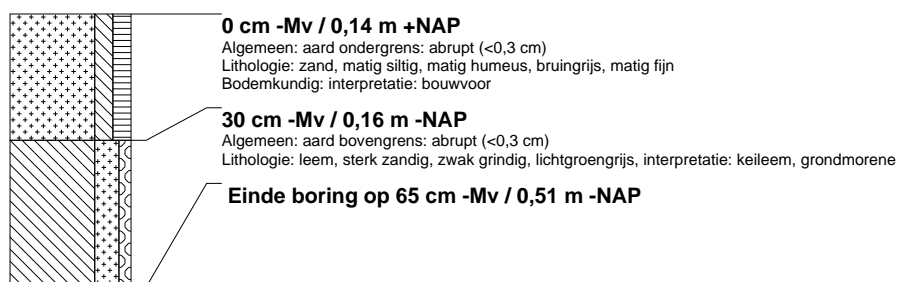 0 cm -Mv / 0,14 m +NAP
Algemeen: aard ondergrens: abrupt (<0,3 cm)
Lithologie: zand, matig siltig, matig humeus, bruingrijs, matig fijn
Bodemkundig: interpretatie: bouwvoor
30 cm -Mv / 0,16 m -NAP
Algemeen: aard bovengrens: abrupt (<0,3 cm)
Lithologie: leem, sterk zandig, zwak grindig, lichtgroengrijs, interpretatie: keileem, grondmorene
Einde boring op 65 cm -Mv / 0,51 m -NAP